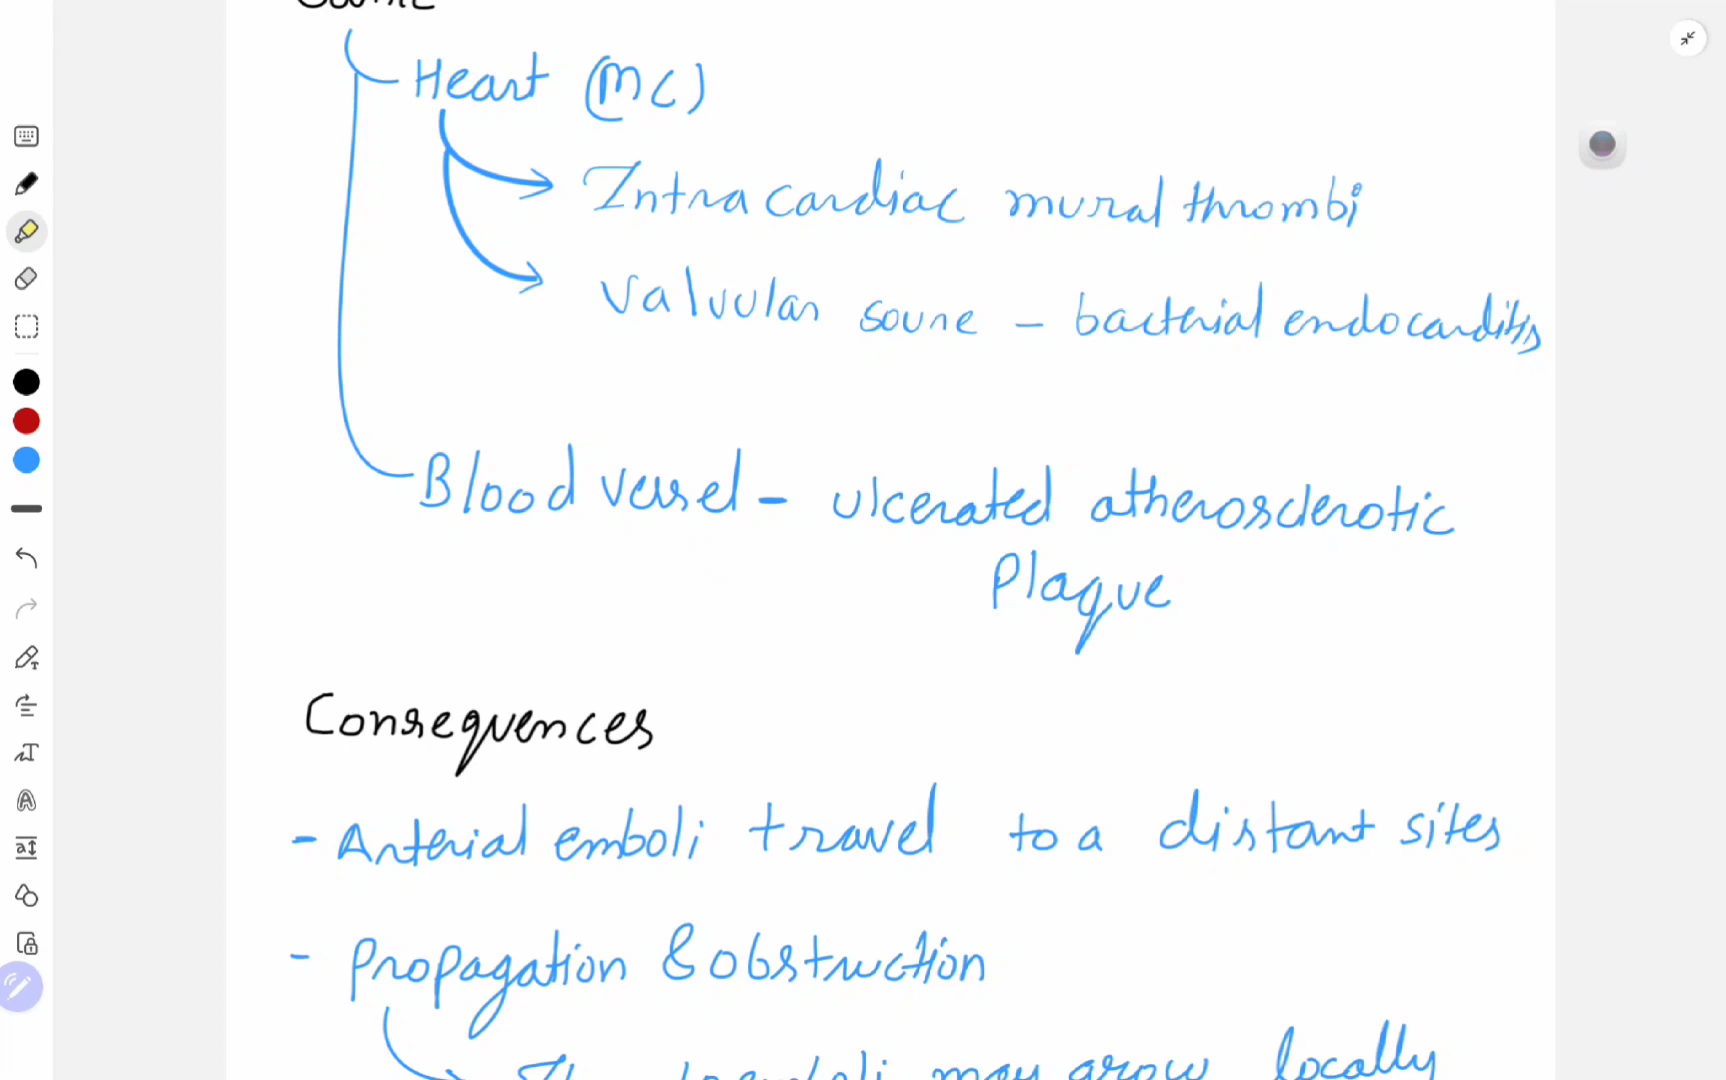 Heart (MC)
Intracardiac mural thrombi
Valvular source - bacterial endocarditis
Blood vessel - ulcerated atherosclerotic
Plaque
Consequences
- Arterial emboli travel to a distant sites
- Propagation & obstruction
may grow locally